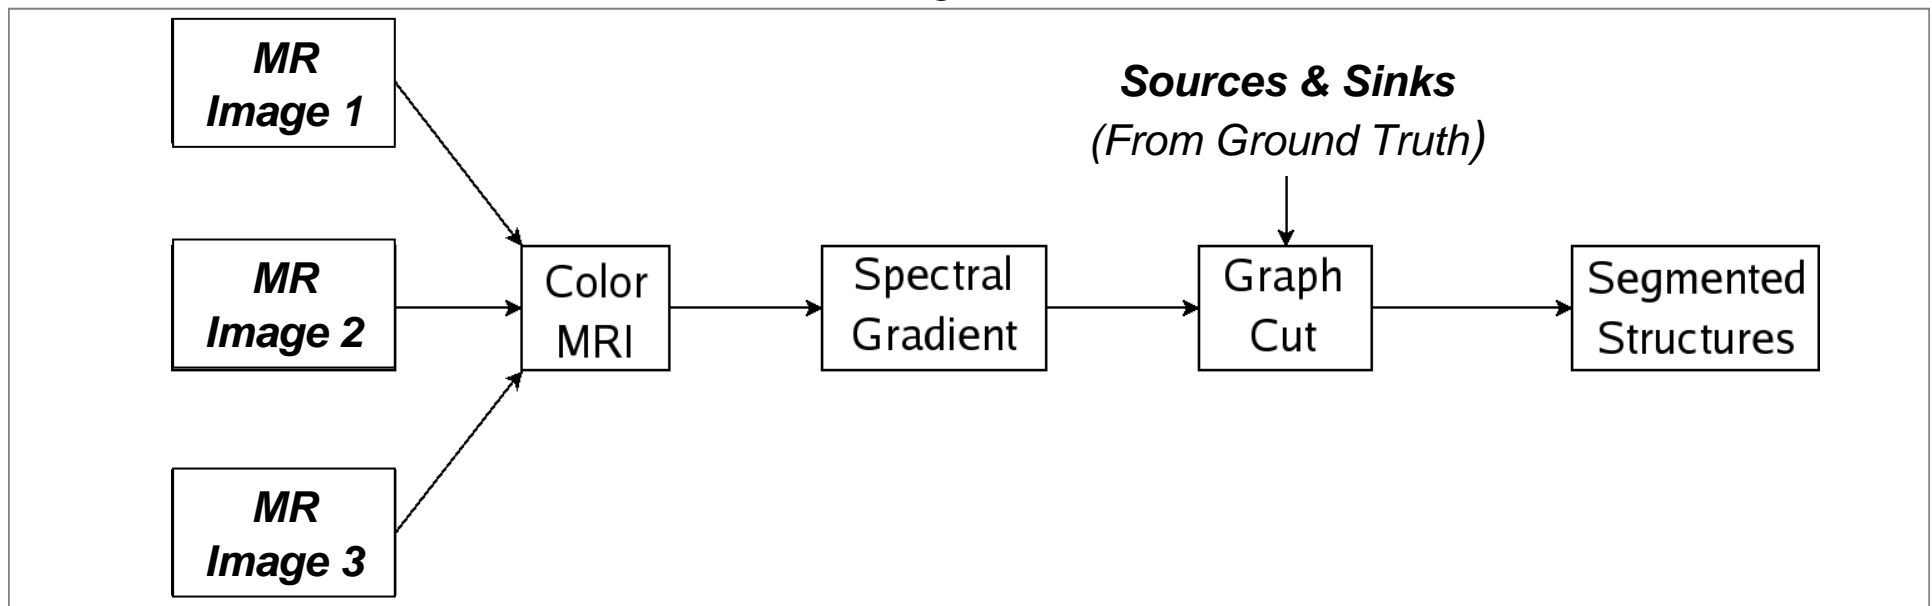 MR
Image 1
Sources & Sinks
(From Ground Truth)
MR
Image 2
Color
MRI
Spectral
Gradient
Graph
Cut
Segmented
Structures
MR
Image 3